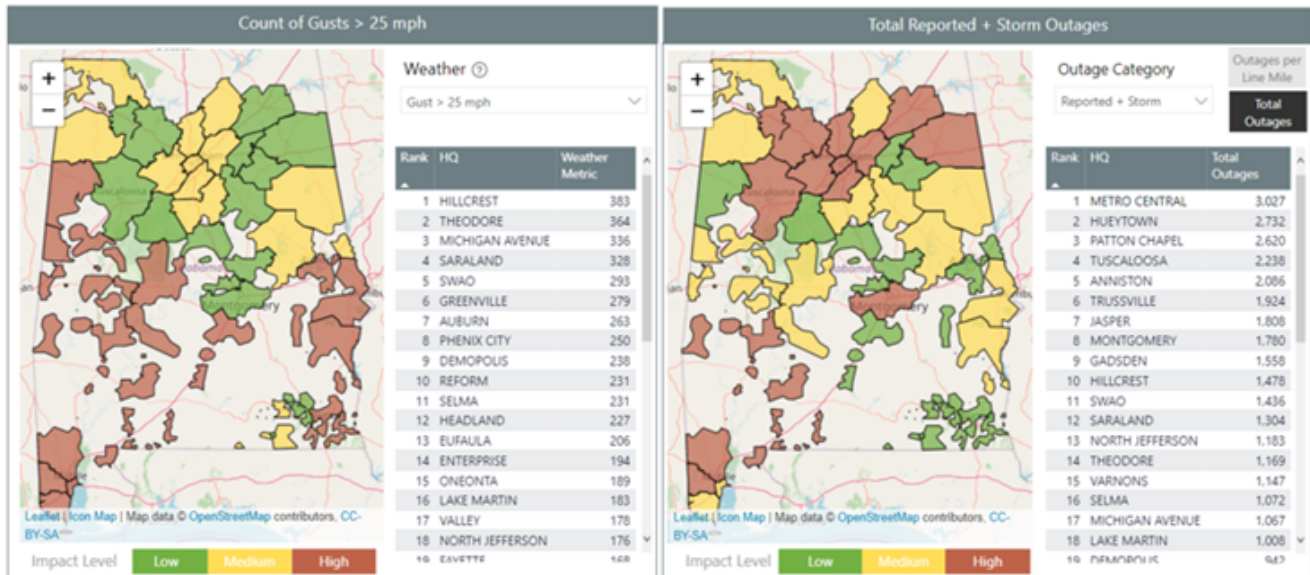 Count of Gusts > 25 mph
+
−
Tuscaloosa
Montgomery
Leaflet | Icon Map | Map data © OpenStreetMap contributors, CC-
BY-SA
Impact Level Low Medium High
Weather ?
Gust > 25 mph
Rank HQ Weather
Metric
1 HILLCREST 383
2 THEODORE 364
3 MICHIGAN AVENUE 336
4 SARALAND 328
5 SWAO 293
6 GREENVILLE 279
7 AUBURN 263
8 PHENIX CITY 250
9 DEMOPOLIS 238
10 REFORM 231
11 SELMA 231
12 HEADLAND 227
13 EUFAULA 206
14 ENTERPRISE 194
15 ONEONTA 189
16 LAKE MARTIN 183
17 VALLEY 178
18 NORTH JEFFERSON 176
19 FAYETTE 168
Total Reported + Storm Outages
+
−
Montgomery
Leaflet | Icon Map | Map data © OpenStreetMap contributors, CC-
BY-SA
Impact Level Low Medium High
Outage Category
Reported + Storm
Outages per
Line Mile
Total
Outages
Rank HQ Total
Outages
1 METRO CENTRAL 3,027
2 HUEYTOWN 2,732
3 PATTON CHAPEL 2,620
4 TUSCALOOSA 2,238
5 ANNISTON 2,086
6 TRUSSVILLE 1,924
7 JASPER 1,808
8 MONTGOMERY 1,780
9 GADSDEN 1,558
10 HILLCREST 1,478
11 SWAO 1,436
12 SARALAND 1,304
13 NORTH JEFFERSON 1,183
14 THEODORE 1,169
15 VARNONS 1,147
16 SELMA 1,072
17 MICHIGAN AVENUE 1,067
18 LAKE MARTIN 1,008
19 DEMOPOLIS 942